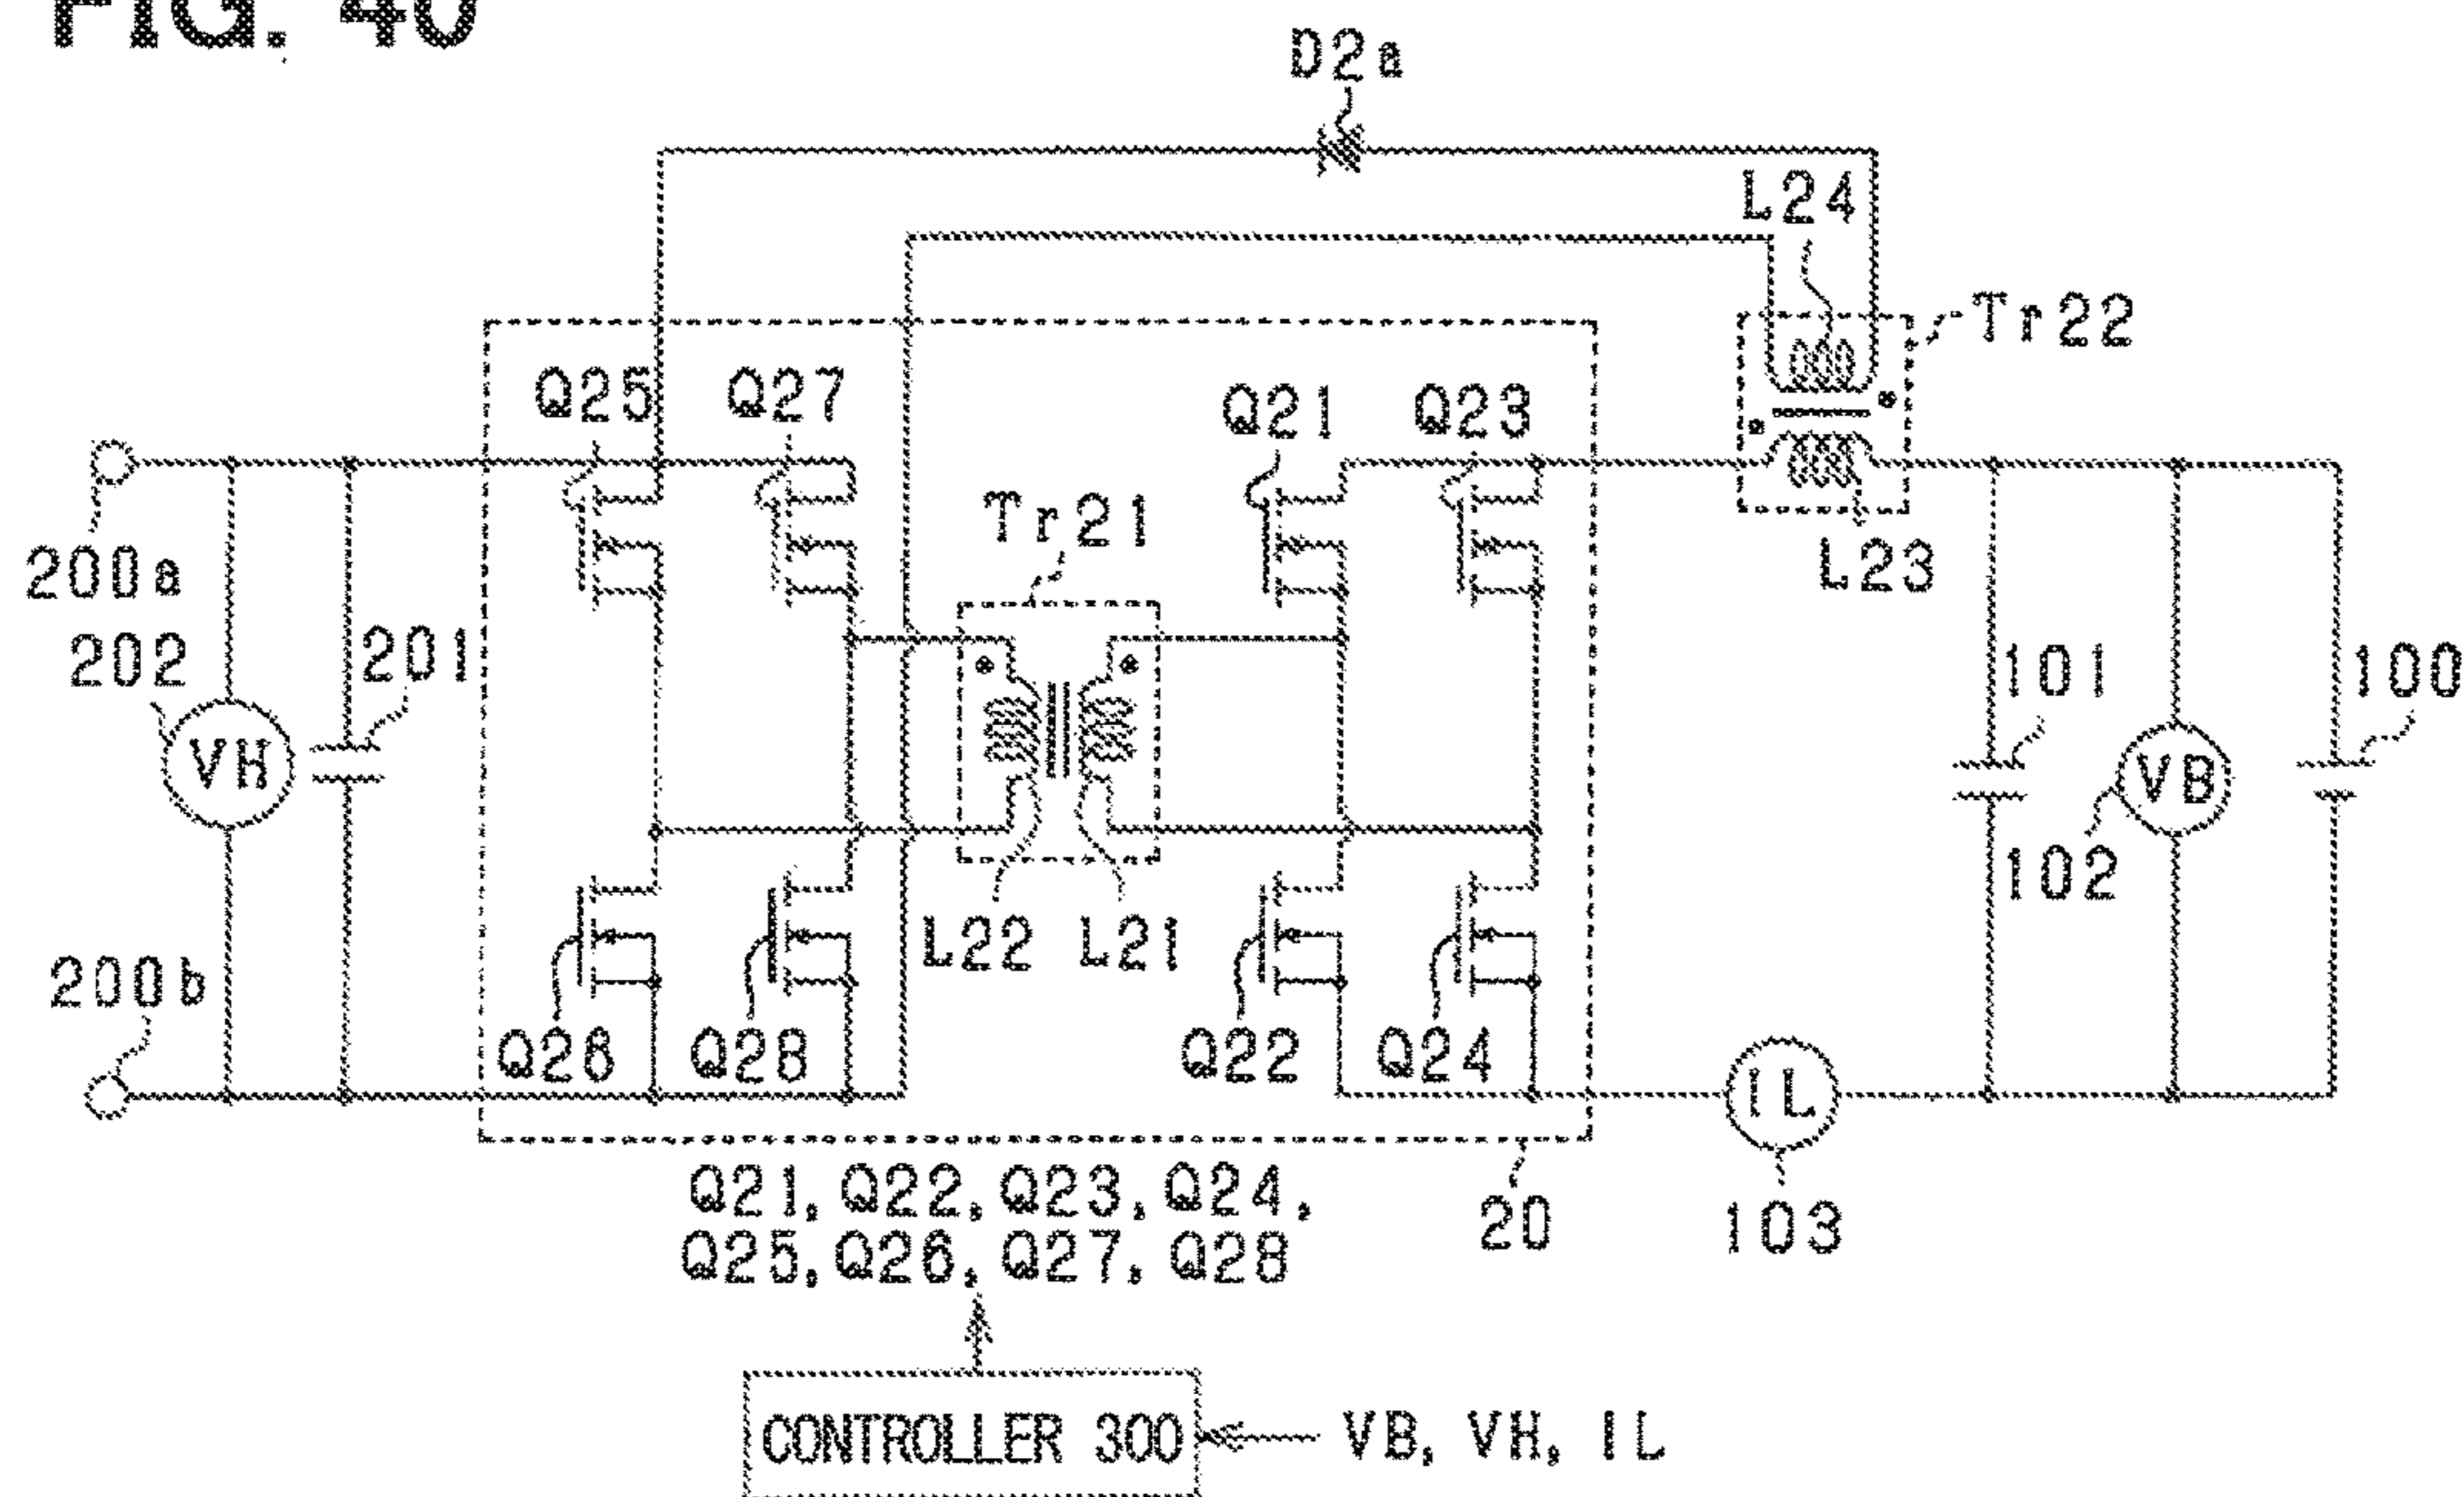 FIG. 40
D2a
L24
Tr22
Q25
Q27
Q21
Q23
Tr21
L23
200a
202
201
101
100
VH
VB
102
L22
L21
200b
Q26
Q28
Q22
Q24
IL
Q21, Q22, Q23, Q24,
Q25, Q26, Q27, Q28
20
103
CONTROLLER 300
VB, VH, IL